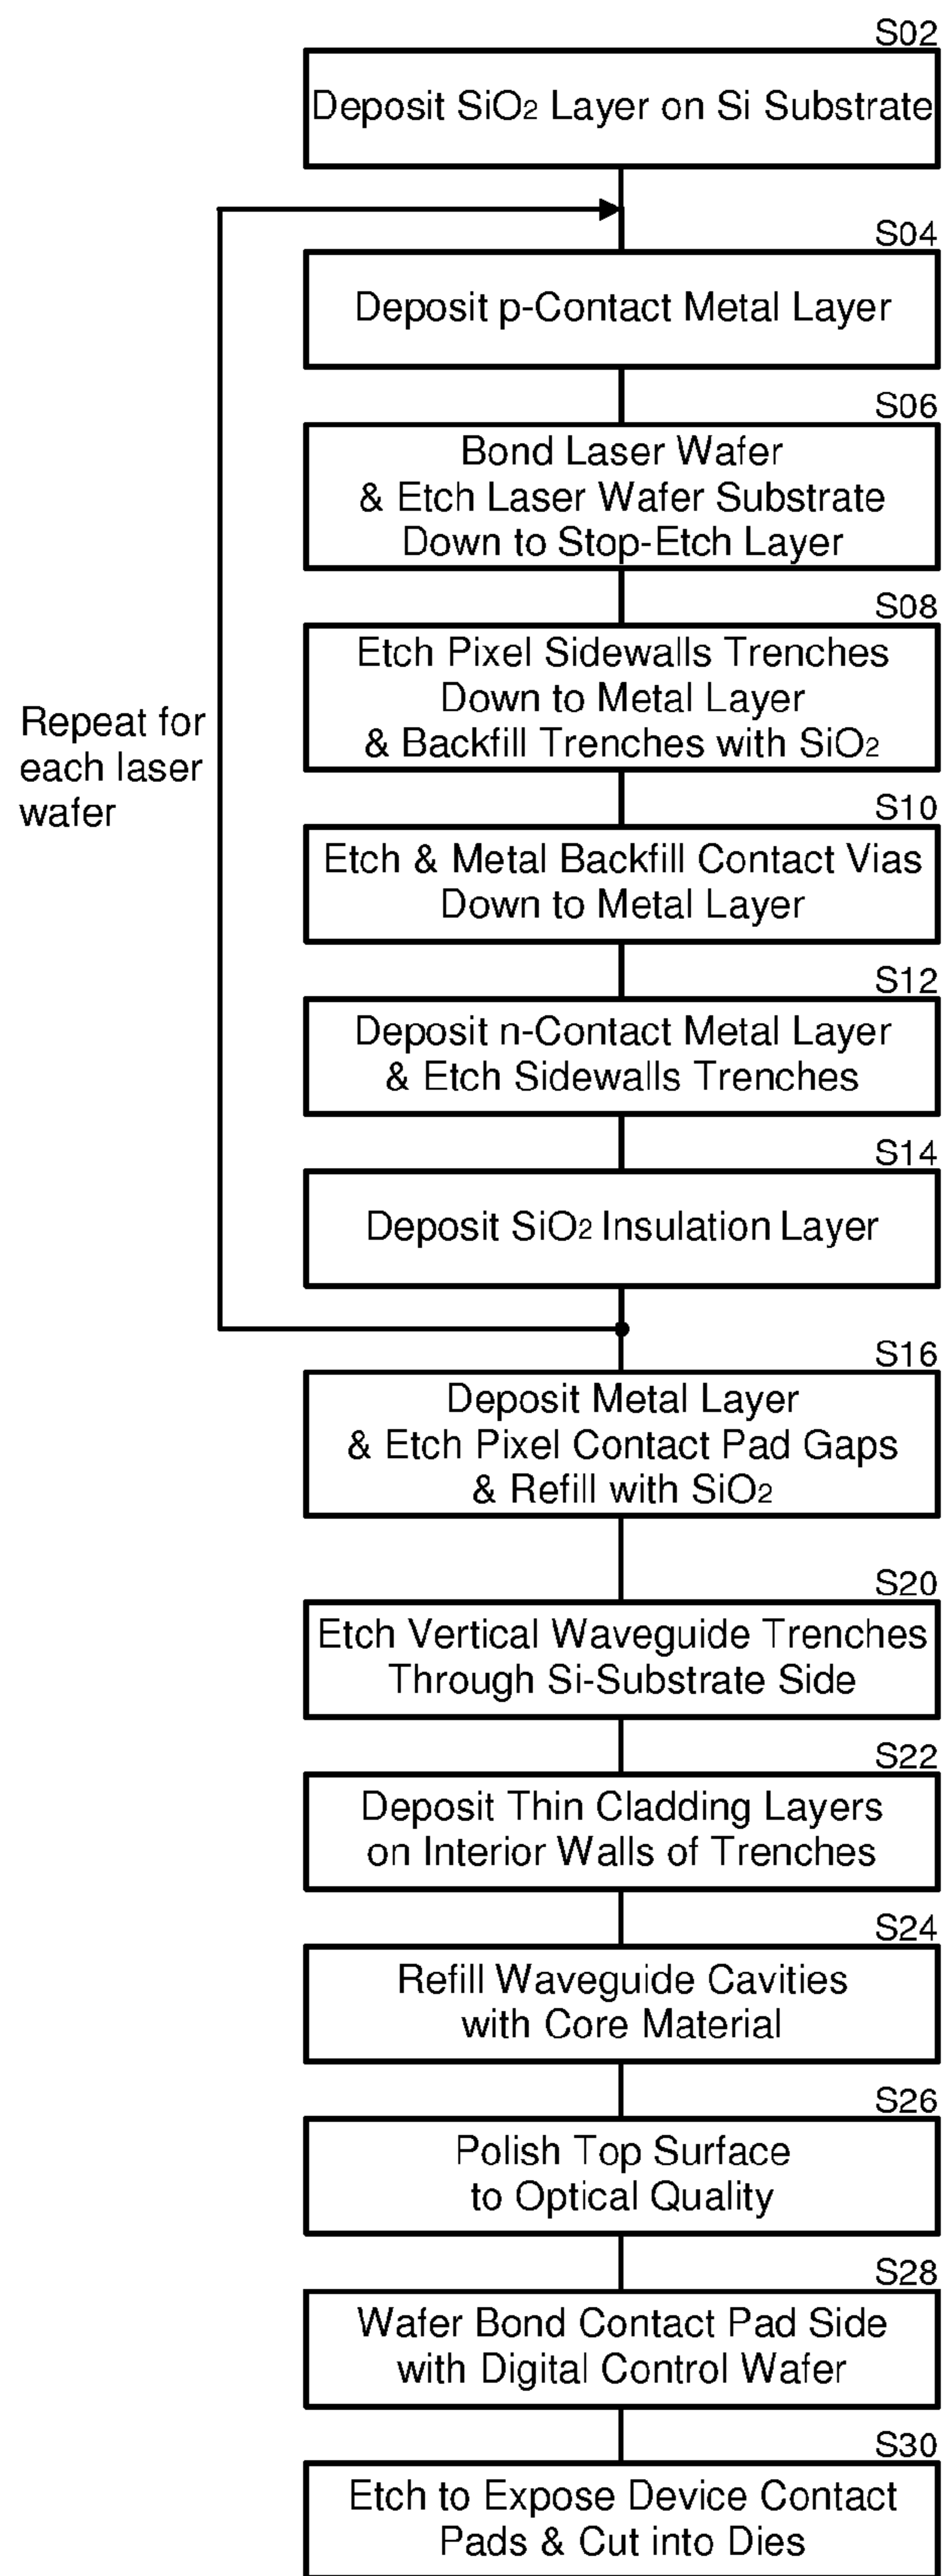 S02
Deposit SiO2 Layer on Si Substrate
S04
Deposit p-Contact Metal Layer
S06
Bond Laser Wafer
& Etch Laser Wafer Substrate
Down to Stop-Etch Layer
S08
Etch Pixel Sidewalls Trenches
Down to Metal Layer
& Backfill Trenches with SiO2
Repeat for
each laser
wafer
S10
Etch & Metal Backfill Contact Vias
Down to Metal Layer
S12
Deposit n-Contact Metal Layer
& Etch Sidewalls Trenches
S14
Deposit SiO2 Insulation Layer
S16
Deposit Metal Layer
& Etch Pixel Contact Pad Gaps
& Refill with SiO2
S20
Etch Vertical Waveguide Trenches
Through Si-Substrate Side
S22
Deposit Thin Cladding Layers
on Interior Walls of Trenches
S24
Refill Waveguide Cavities
with Core Material
S26
Polish Top Surface
to Optical Quality
S28
Wafer Bond Contact Pad Side
with Digital Control Wafer
S30
Etch to Expose Device Contact
Pads & Cut into Dies